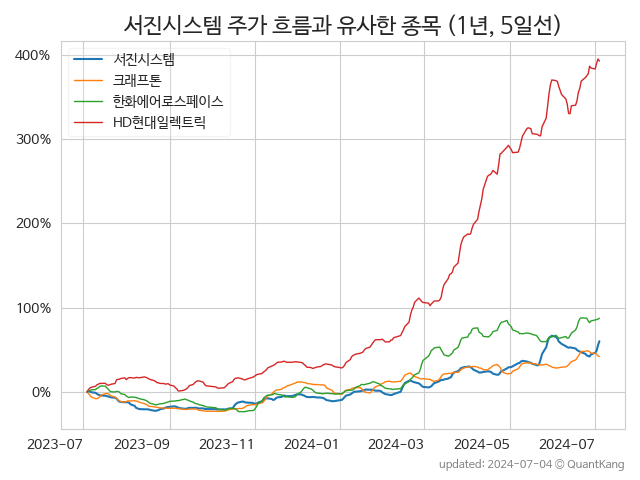 서진시스템 주가 흐름과 유사한 종목 (1년, 5일선)
서진시스템
크래프톤
한화에어로스페이스
HD현대일렉트릭
400%
300%
200%
100%
0%
2023-07
2023-09
2023-11
2024-01
2024-03
2024-05
2024-07
updated: 2024-07-04 © QuantKang